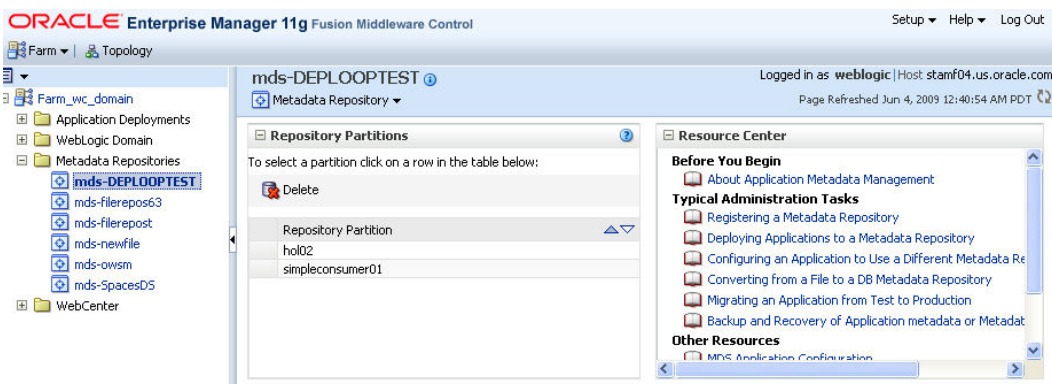 ORACLE Enterprise Manager 11g Fusion Middleware Control
Setup Help Log Out
Farm Topology
Farm_wc_domain
Application Deployments
WebLogic Domain
Metadata Repositories
mds-DEPLOOPTEST
mds-filerepos63
mds-filerepost
mds-newfile
mds-owsm
mds-SpacesDS
WebCenter
mds-DEPLOOPTEST
Metadata Repository
Logged in as weblogic | Host stamf04.us.oracle.com
Page Refreshed Jun 4, 2009 12:40:54 AM PDT
Repository Partitions
To select a partition click on a row in the table below:
Delete
Repository Partition
hol02
simpleconsumer01
Resource Center
Before You Begin
About Application Metadata Management
Typical Administration Tasks
Registering a Metadata Repository
Deploying Applications to a Metadata Repository
Configuring an Application to Use a Different Metadata Re
Converting from a File to a DB Metadata Repository
Migrating an Application from Test to Production
Backup and Recovery of Application metadata or Metadat
Other Resources
MDS Application Configuration